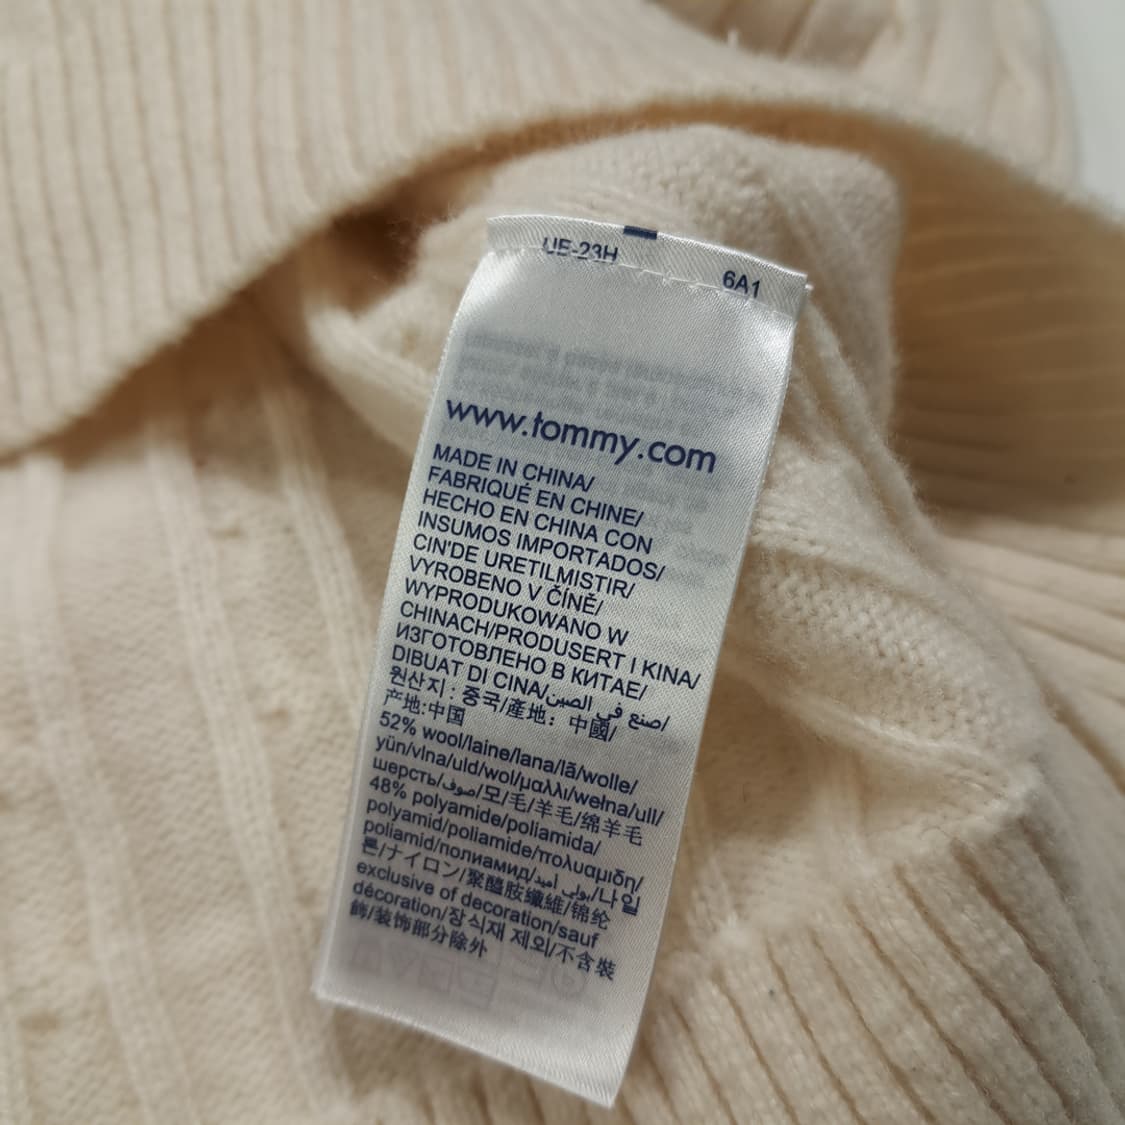 UE-23H
6A1
www.tommy.com
MADE IN CHINA/
FABRIQUÉ EN CHINE/
HECHO EN CHINA CON
INSUMOS IMPORTADOS/
CIN'DE URETILMISTIR/
VYROBENO V ČÍNĚ/
WYPRODUKOWANO W
CHINACH/PRODUSERT I KINA/
ИЗГОТОВЛЕНО В КИТАЕ/
DIBUAT DI CINA/صنع في الصين/
원산지 : 중국/產地：中國/
产地:中国
52% wool/laine/lana/lã/wolle/
yün/vlna/uld/wol/μαλλι/wełna/ull/
шерсть/صوف/모/毛/羊毛/绵羊毛
48% polyamide/poliamida/
polyamid/poliamide/πολυαμιδη/
poliamid/полиамид/بولي أميد/나일
론/ナイロン/聚醯胺纖維/锦纶
exclusive of decoration/sauf
décoration/장식재 제외/不含裝
飾/装饰部分除外